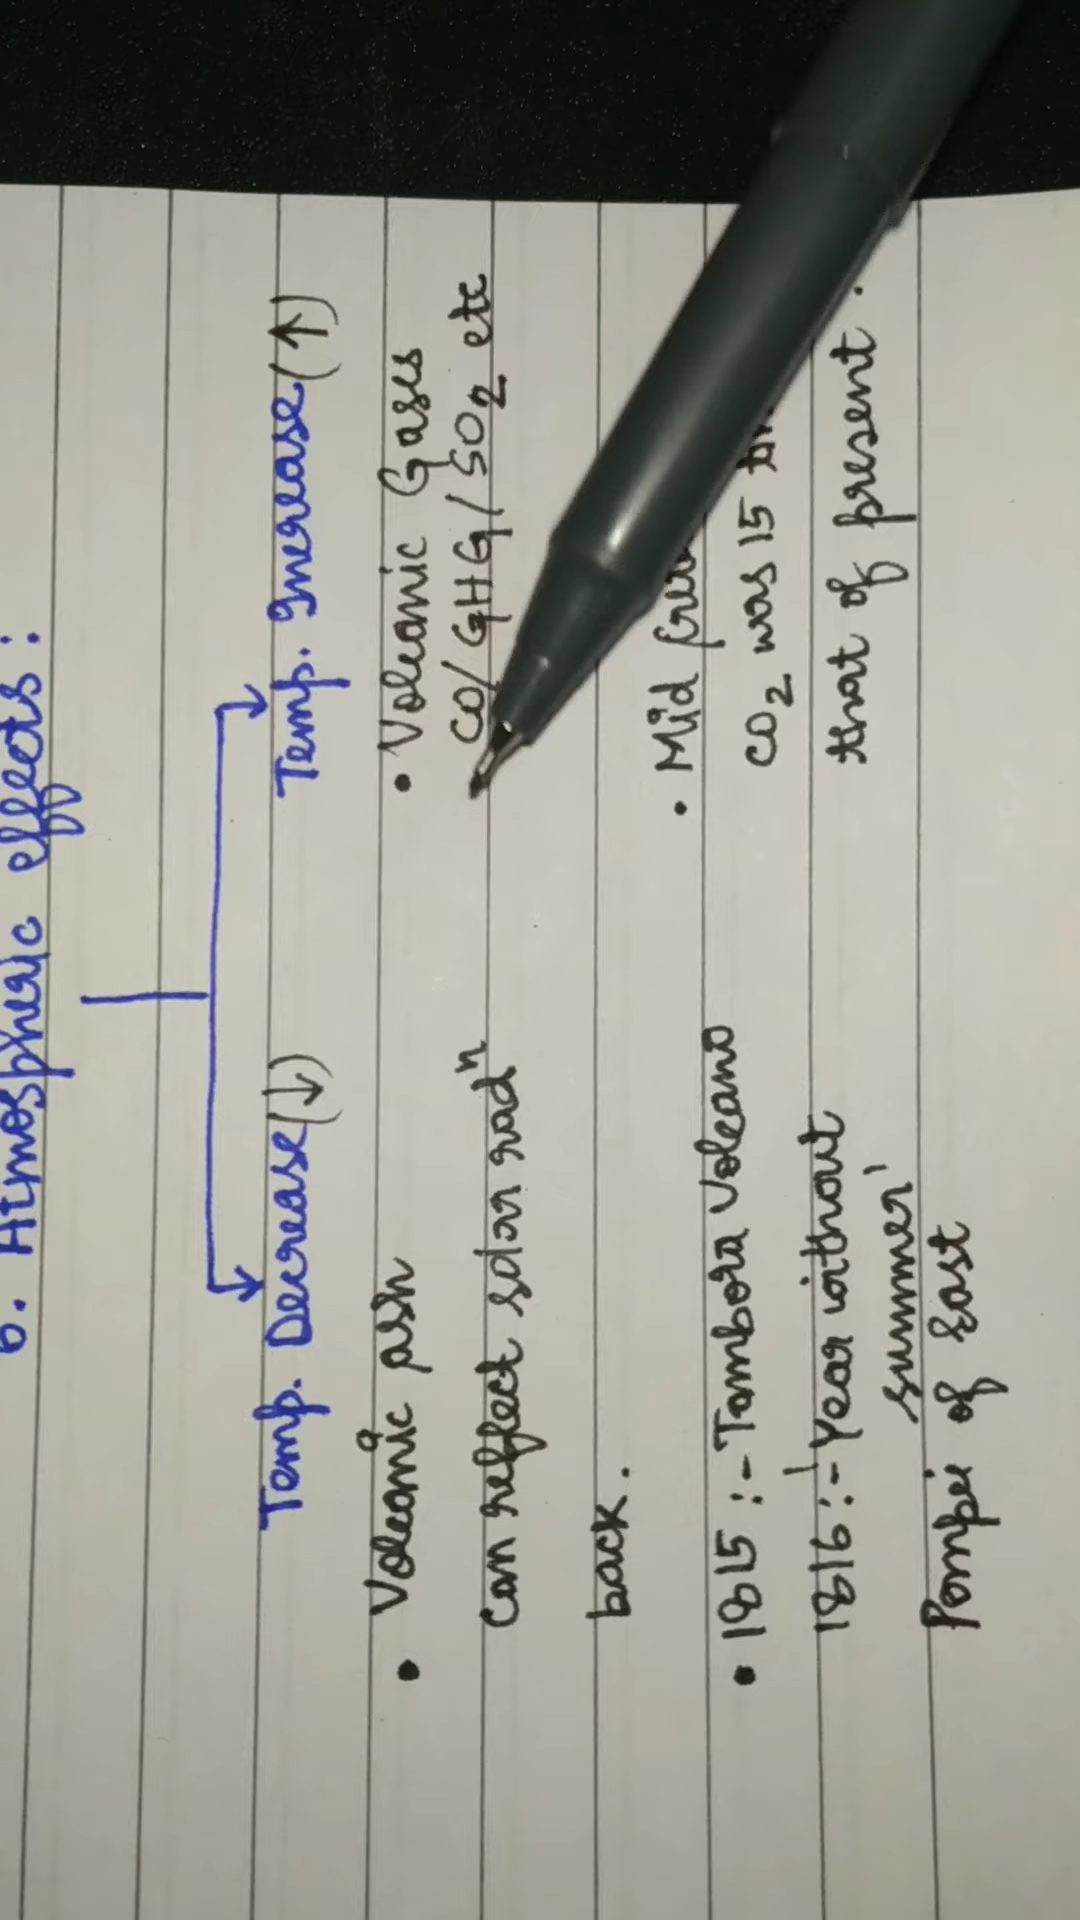 6. Atmospheric effects :
Temp. Decrease (↓)
Temp. Increase (↑)
• Volcanic ash
can reflect solar radⁿ
back.
• 1815 :- Tambora Volcano
1816 :- 'Year without
summer'
Pompei of East
• Volcanic Gases
CO/GHG/SO₂ etc
• Mid
CO₂ was 15
that of present.